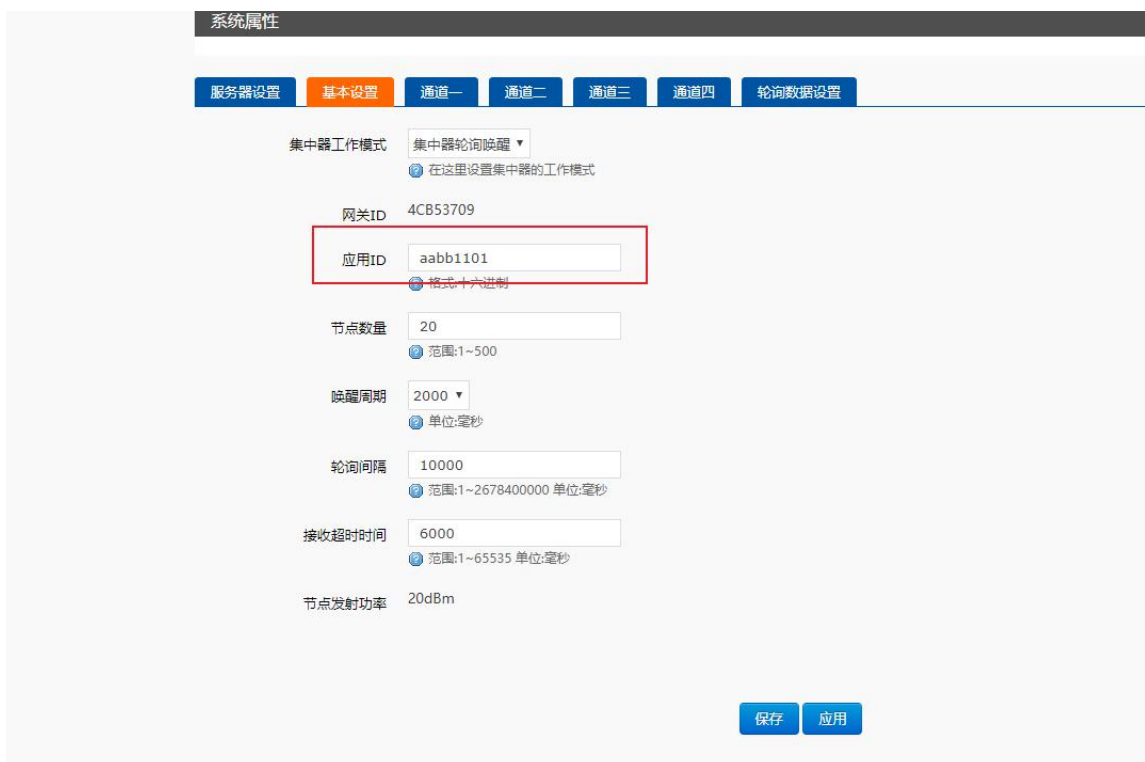 系统属性
服务器设置 基本设置 通道一 通道二 通道三 通道四 轮询数据设置
集中器工作模式 集中器轮询唤醒
在这里设置集中器的工作模式
网关ID 4CB53709
应用ID aabb1101
格式:十六进制
节点数量 20
范围:1~500
唤醒周期 2000
单位:毫秒
轮询间隔 10000
范围:1~2678400000 单位:毫秒
接收超时时间 6000
范围:1~65535 单位:毫秒
节点发射功率 20dBm
保存 应用